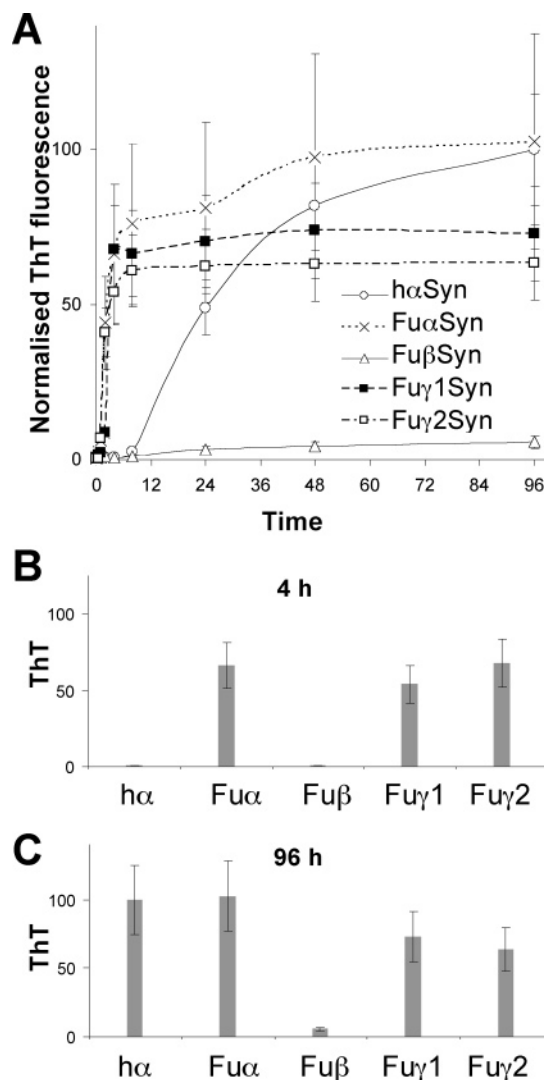 A
Normalised ThT fluorescence
100
50
0
hαSyn
FuαSyn
FuβSyn
Fuγ1Syn
Fuγ2Syn
0 12 24 36 48 60 72 84 96
Time
B
4 h
ThT
100
50
0
hα Fuα Fuβ Fuγ1 Fuγ2
C
96 h
ThT
100
50
0
hα Fuα Fuβ Fuγ1 Fuγ2